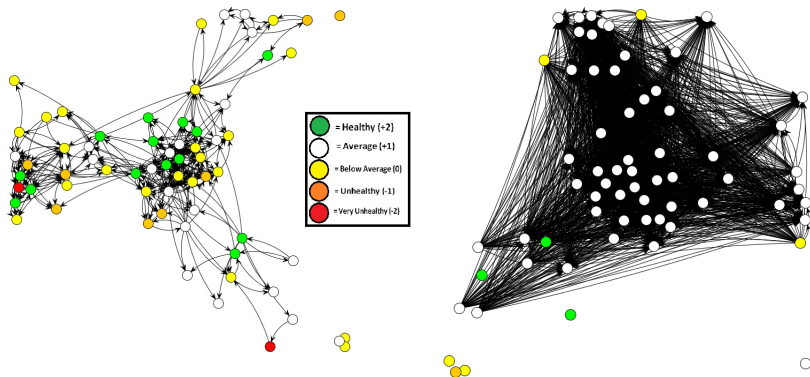 = Healthy (+2)
= Average (+1)
= Below Average (0)
= Unhealthy (-1)
= Very Unhealthy (-2)